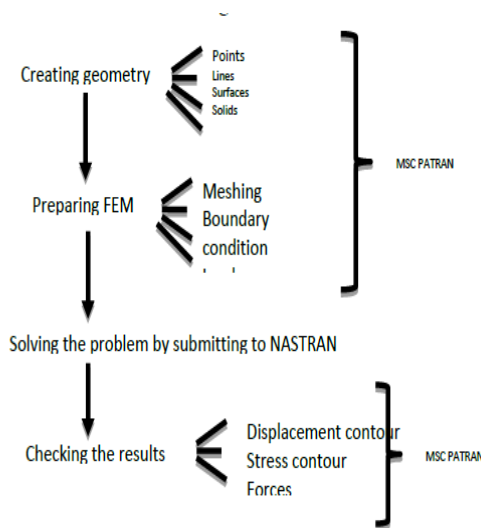 Points
Creating geometry
Lines
Surfaces
Solids
MSC PATRAN
Meshing
Preparing FEM
Boundary
condition
Solving the problem by submitting to NASTRAN
Displacement contour
Checking the results
Stress contour
MSC PATRAN
Forces